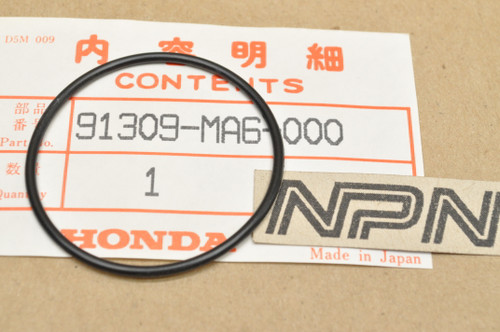 D5M 009
内容明細
CONTENTS
部品番号
Part No.
91309-MA6-000
数量
Quantity
1
HONDA
NPN
Made in Japan